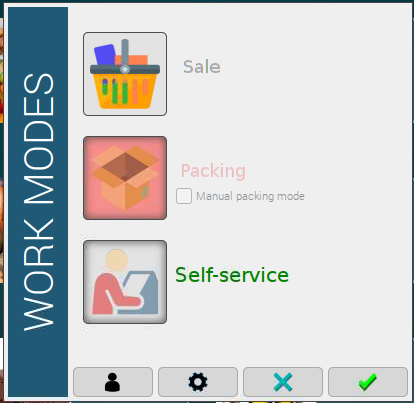 WORK MODES
Sale
Packing
Manual packing mode
Self-service